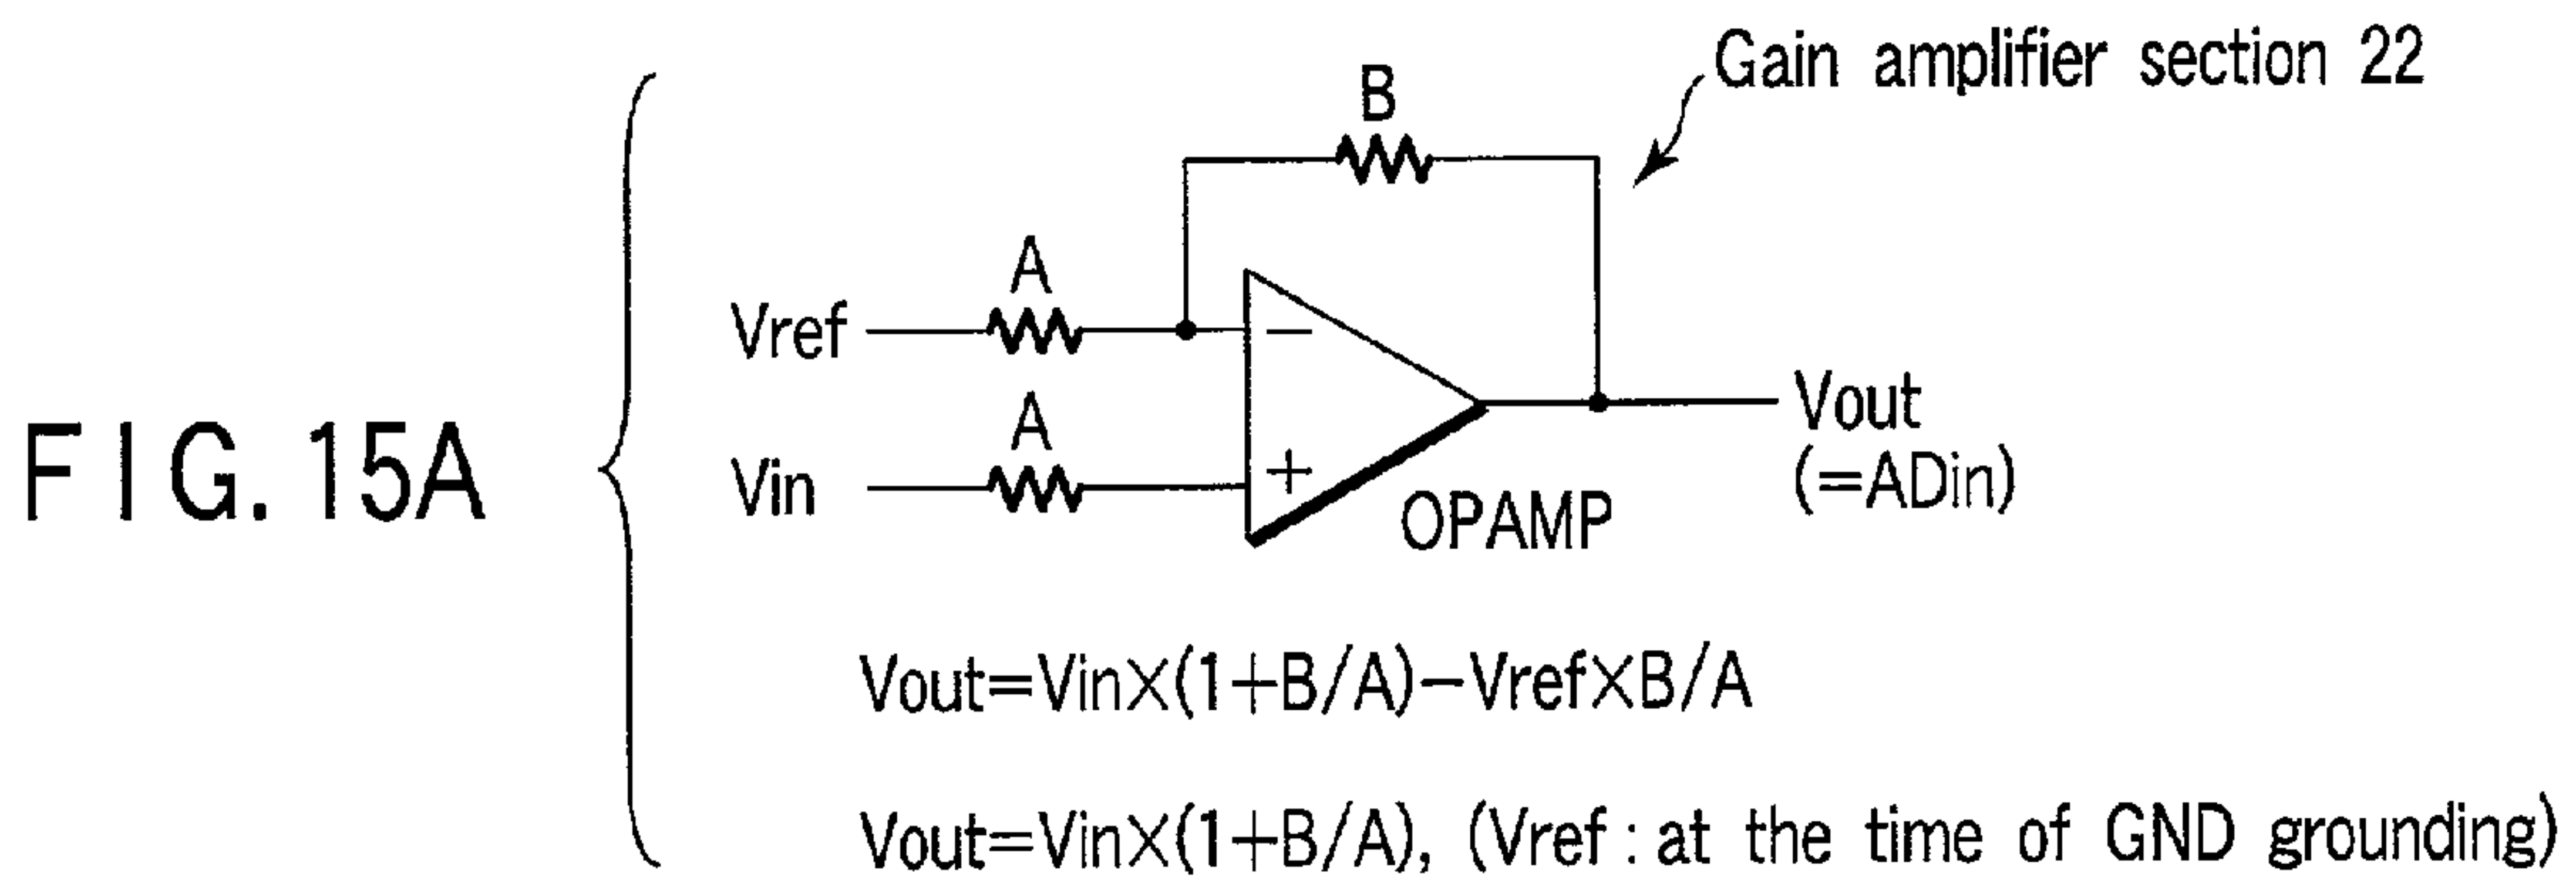 Gain amplifier section 22
B
A
Vref
−
A
Vin
+
OPAMP
Vout
(=ADin)
FIG. 15A
Vout=Vin×(1+B/A)−Vref×B/A
Vout=Vin×(1+B/A), (Vref : at the time of GND grounding)